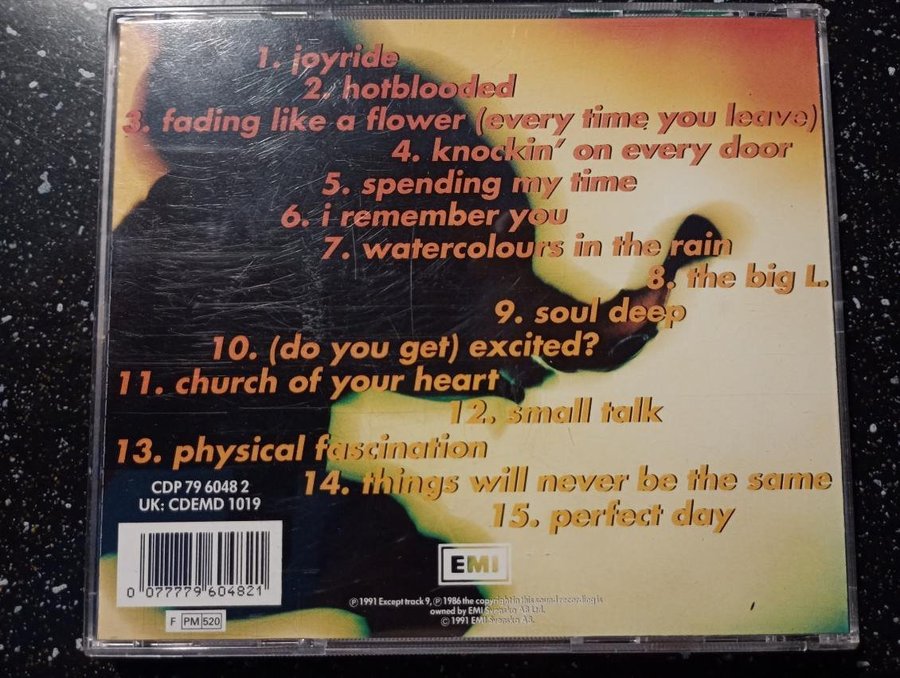 1. joyride
2. hotblooded
3. fading like a flower (every time you leave)
4. knockin' on every door
5. spending my time
6. i remember you
7. watercolours in the rain
8. the big L.
9. soul deep
10. (do you get) excited?
11. church of your heart
12. small talk
13. physical fascination
14. things will never be the same
15. perfect day
CDP 79 6048 2
UK: CDEMD 1019
0 077779 604821
F PM 520
EMI
℗ 1991 Except track 9, ℗ 1986 the copyright in this sound recording is
owned by EMI Svenska AB Ltd.
© 1991 EMI Svenska AB.